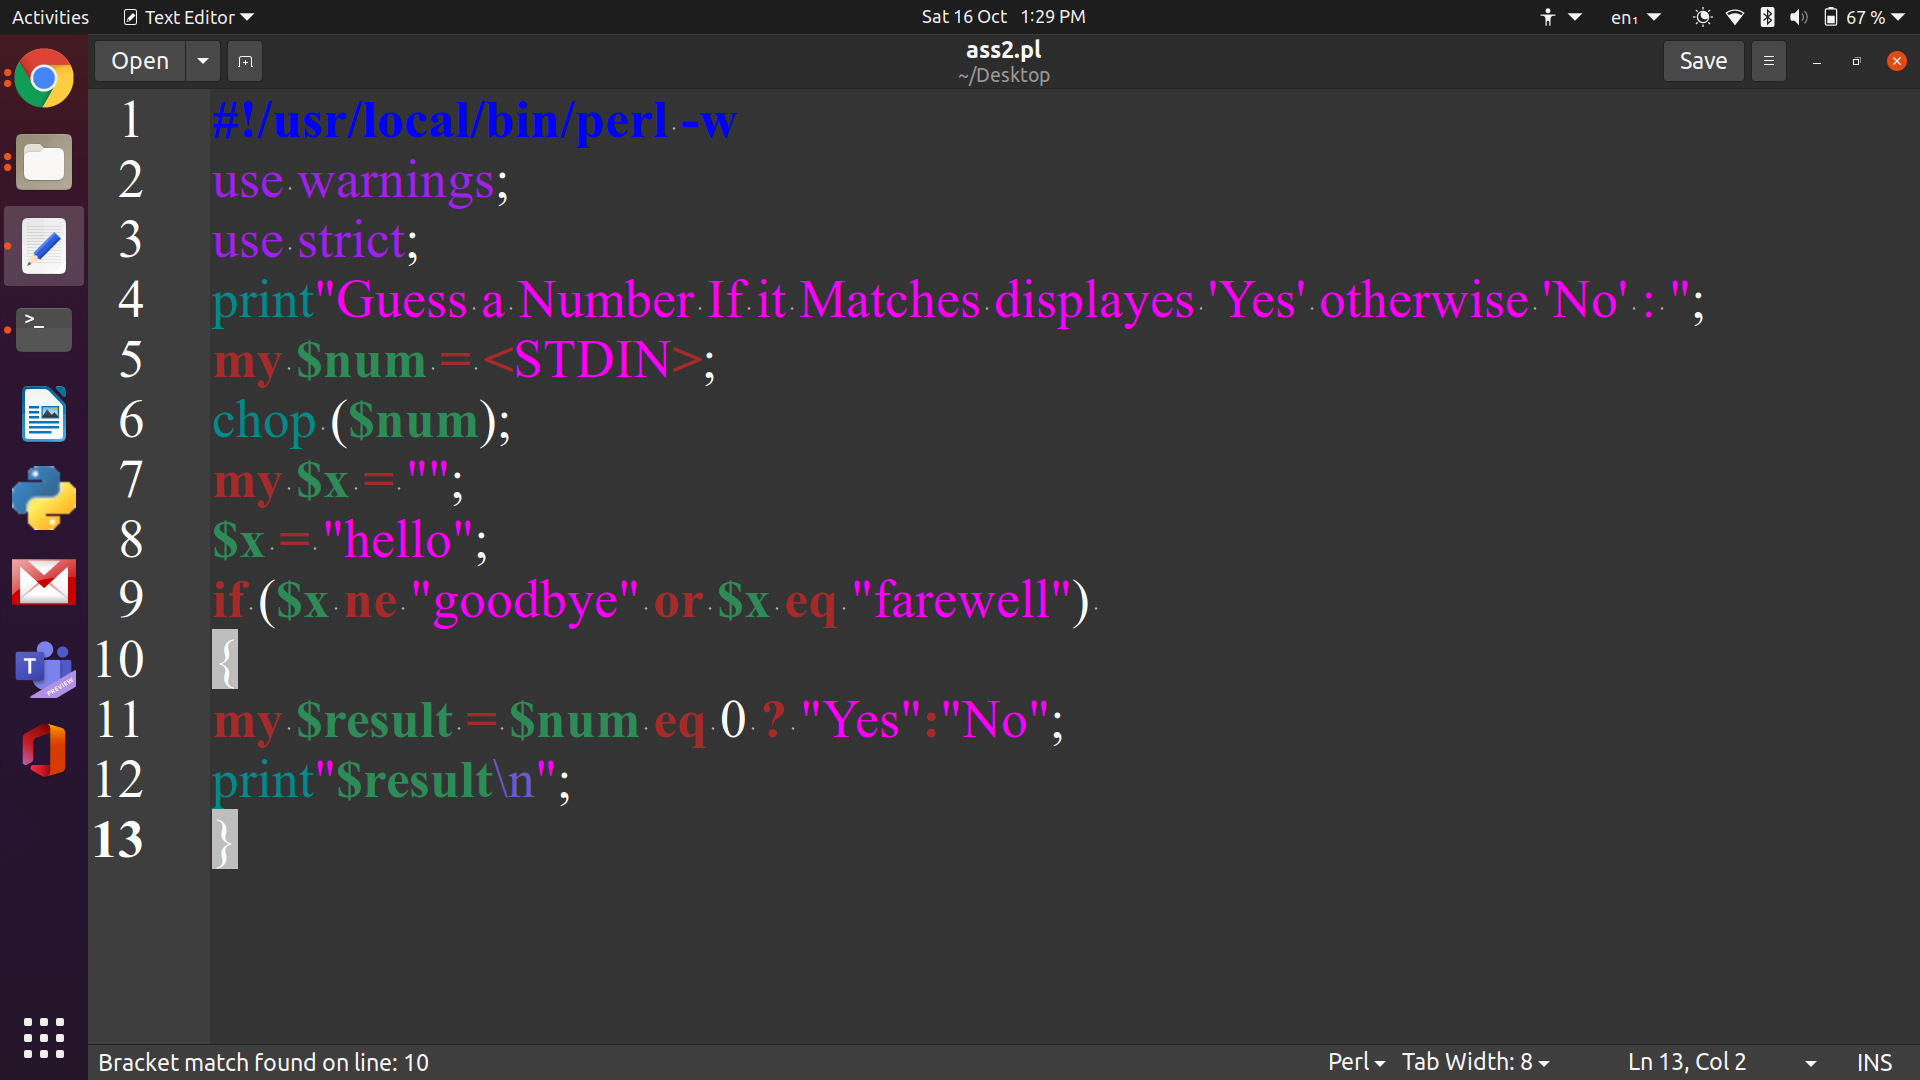 Activities Text Editor Sat 16 Oct 1:29 PM en₁ 67 %
Open ass2.pl Save
~/Desktop
1 #!/usr/local/bin/perl -w
2 use warnings;
3 use strict;
4 print"Guess a Number If it Matches displayes 'Yes' otherwise 'No' : ";
5 my $num = <STDIN>;
6 chop ($num);
7 my $x = "";
8 $x = "hello";
9 if ($x ne "goodbye" or $x eq "farewell")
10 {
11 my $result = $num eq 0 ? "Yes":"No";
12 print"$result\n";
13 }
>_
T
PREVIEW
Bracket match found on line: 10 Perl Tab Width: 8 Ln 13, Col 2 INS